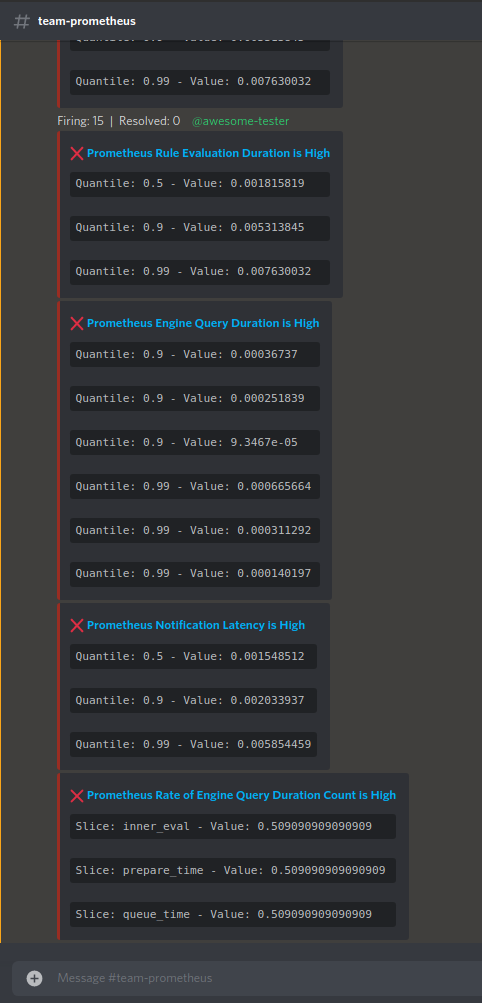 # team-prometheus
Quantile: 0.99 - Value: 0.007630032
Firing: 15 | Resolved: 0 @awesome-tester
❌ Prometheus Rule Evaluation Duration is High
Quantile: 0.5 - Value: 0.001815819
Quantile: 0.9 - Value: 0.005313845
Quantile: 0.99 - Value: 0.007630032
❌ Prometheus Engine Query Duration is High
Quantile: 0.9 - Value: 0.00036737
Quantile: 0.9 - Value: 0.000251839
Quantile: 0.9 - Value: 9.3467e-05
Quantile: 0.99 - Value: 0.000665664
Quantile: 0.99 - Value: 0.000311292
Quantile: 0.99 - Value: 0.000140197
❌ Prometheus Notification Latency is High
Quantile: 0.5 - Value: 0.001548512
Quantile: 0.9 - Value: 0.002033937
Quantile: 0.99 - Value: 0.005854459
❌ Prometheus Rate of Engine Query Duration Count is High
Slice: inner_eval - Value: 0.509090909090909
Slice: prepare_time - Value: 0.509090909090909
Slice: queue_time - Value: 0.509090909090909
Message #team-prometheus